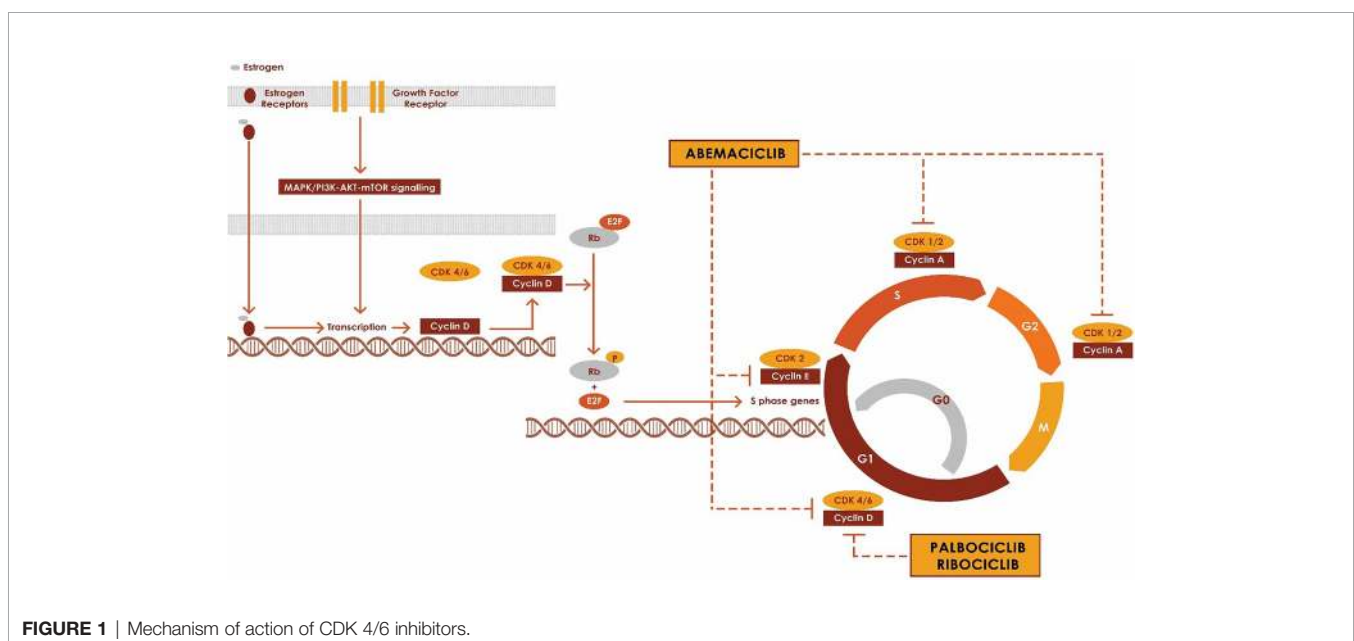 Estrogen
Estrogen
Receptors
Growth Factor
Receptor
MAPK/PI3K-AKT-mTOR signalling
Transcription
Cyclin D
CDK 4/6
CDK 4/6
Cyclin D
E2F
Rb
P
Rb
+
E2F
S phase genes
ABEMACICLIB
CDK 1/2
Cyclin A
CDK 1/2
Cyclin A
CDK 2
Cyclin E
S
G2
G0
M
G1
CDK 4/6
Cyclin D
PALBOCICLIB
RIBOCICLIB
FIGURE 1 | Mechanism of action of CDK 4/6 inhibitors.